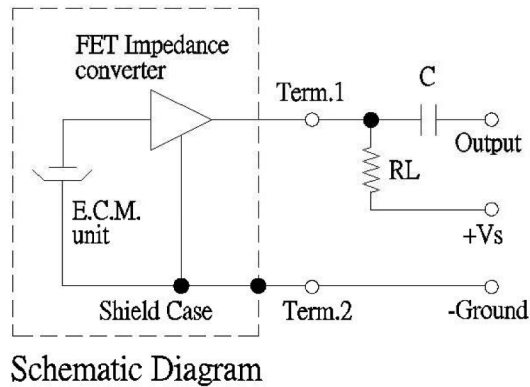 FET Impedance
converter
Term.1
C
Output
RL
E.C.M.
unit
+Vs
Shield Case
Term.2
-Ground
Schematic Diagram